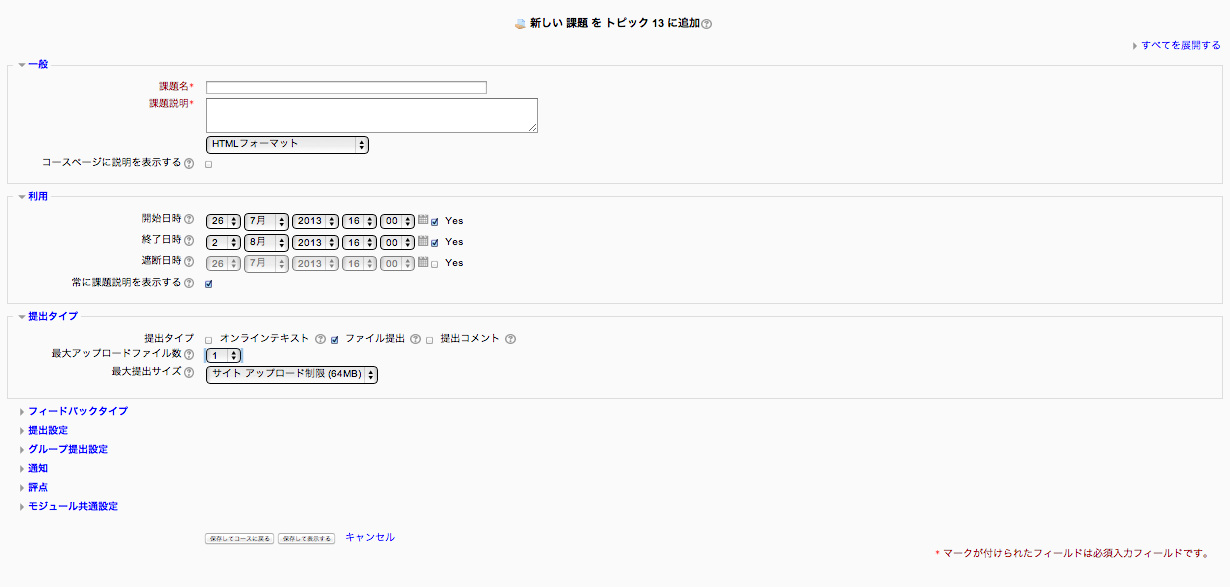 新しい 課題 を トピック 13 に追加
すべてを展開する
一般
課題名*
課題説明*
HTMLフォーマット
コースページに説明を表示する
利用
開始日時 26 7月 2013 16 00 Yes
終了日時 2 8月 2013 16 00 Yes
遮断日時 26 7月 2013 16 00 Yes
常に課題説明を表示する
提出タイプ
提出タイプ オンラインテキスト ファイル提出 提出コメント
最大アップロードファイル数 1
最大提出サイズ サイト アップロード制限 (64MB)
フィードバックタイプ
提出設定
グループ提出設定
通知
評点
モジュール共通設定
保存してコースに戻る 保存して表示する キャンセル
* マークが付けられたフィールドは必須入力フィールドです。